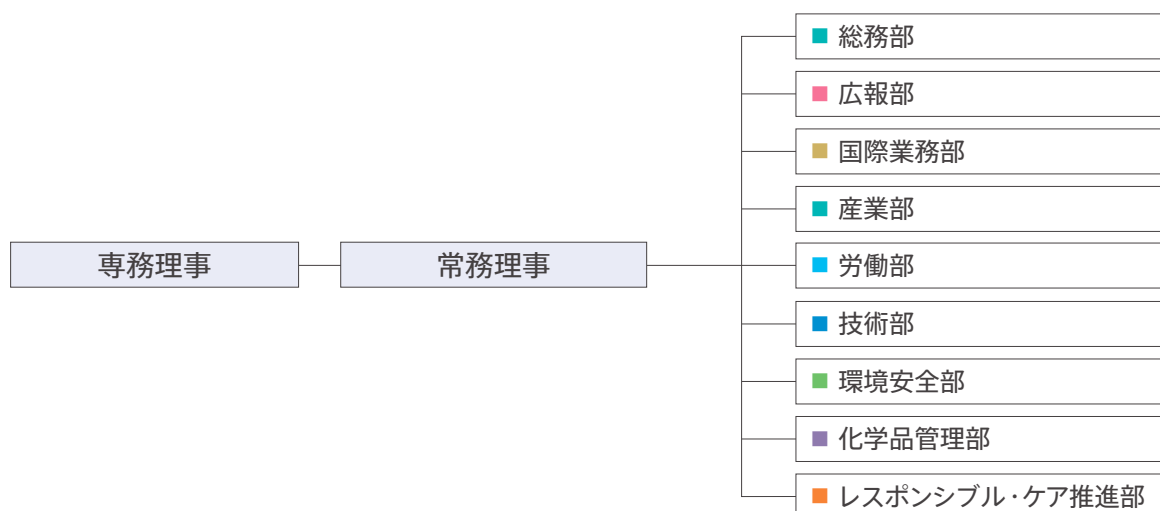 専務理事
常務理事
総務部
広報部
国際業務部
産業部
労働部
技術部
環境安全部
化学品管理部
レスポンシブル・ケア推進部